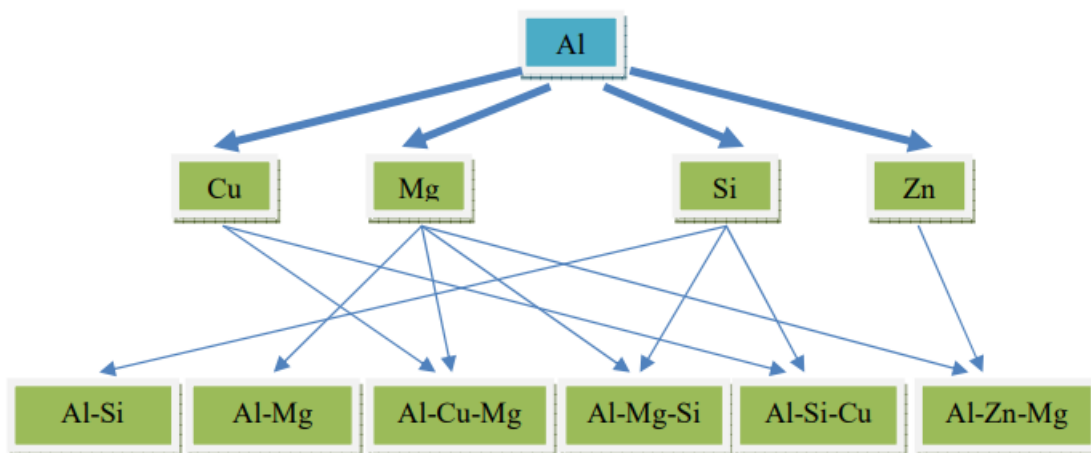 Al
Cu
Mg
Si
Zn
Al-Si
Al-Mg
Al-Cu-Mg
Al-Mg-Si
Al-Si-Cu
Al-Zn-Mg